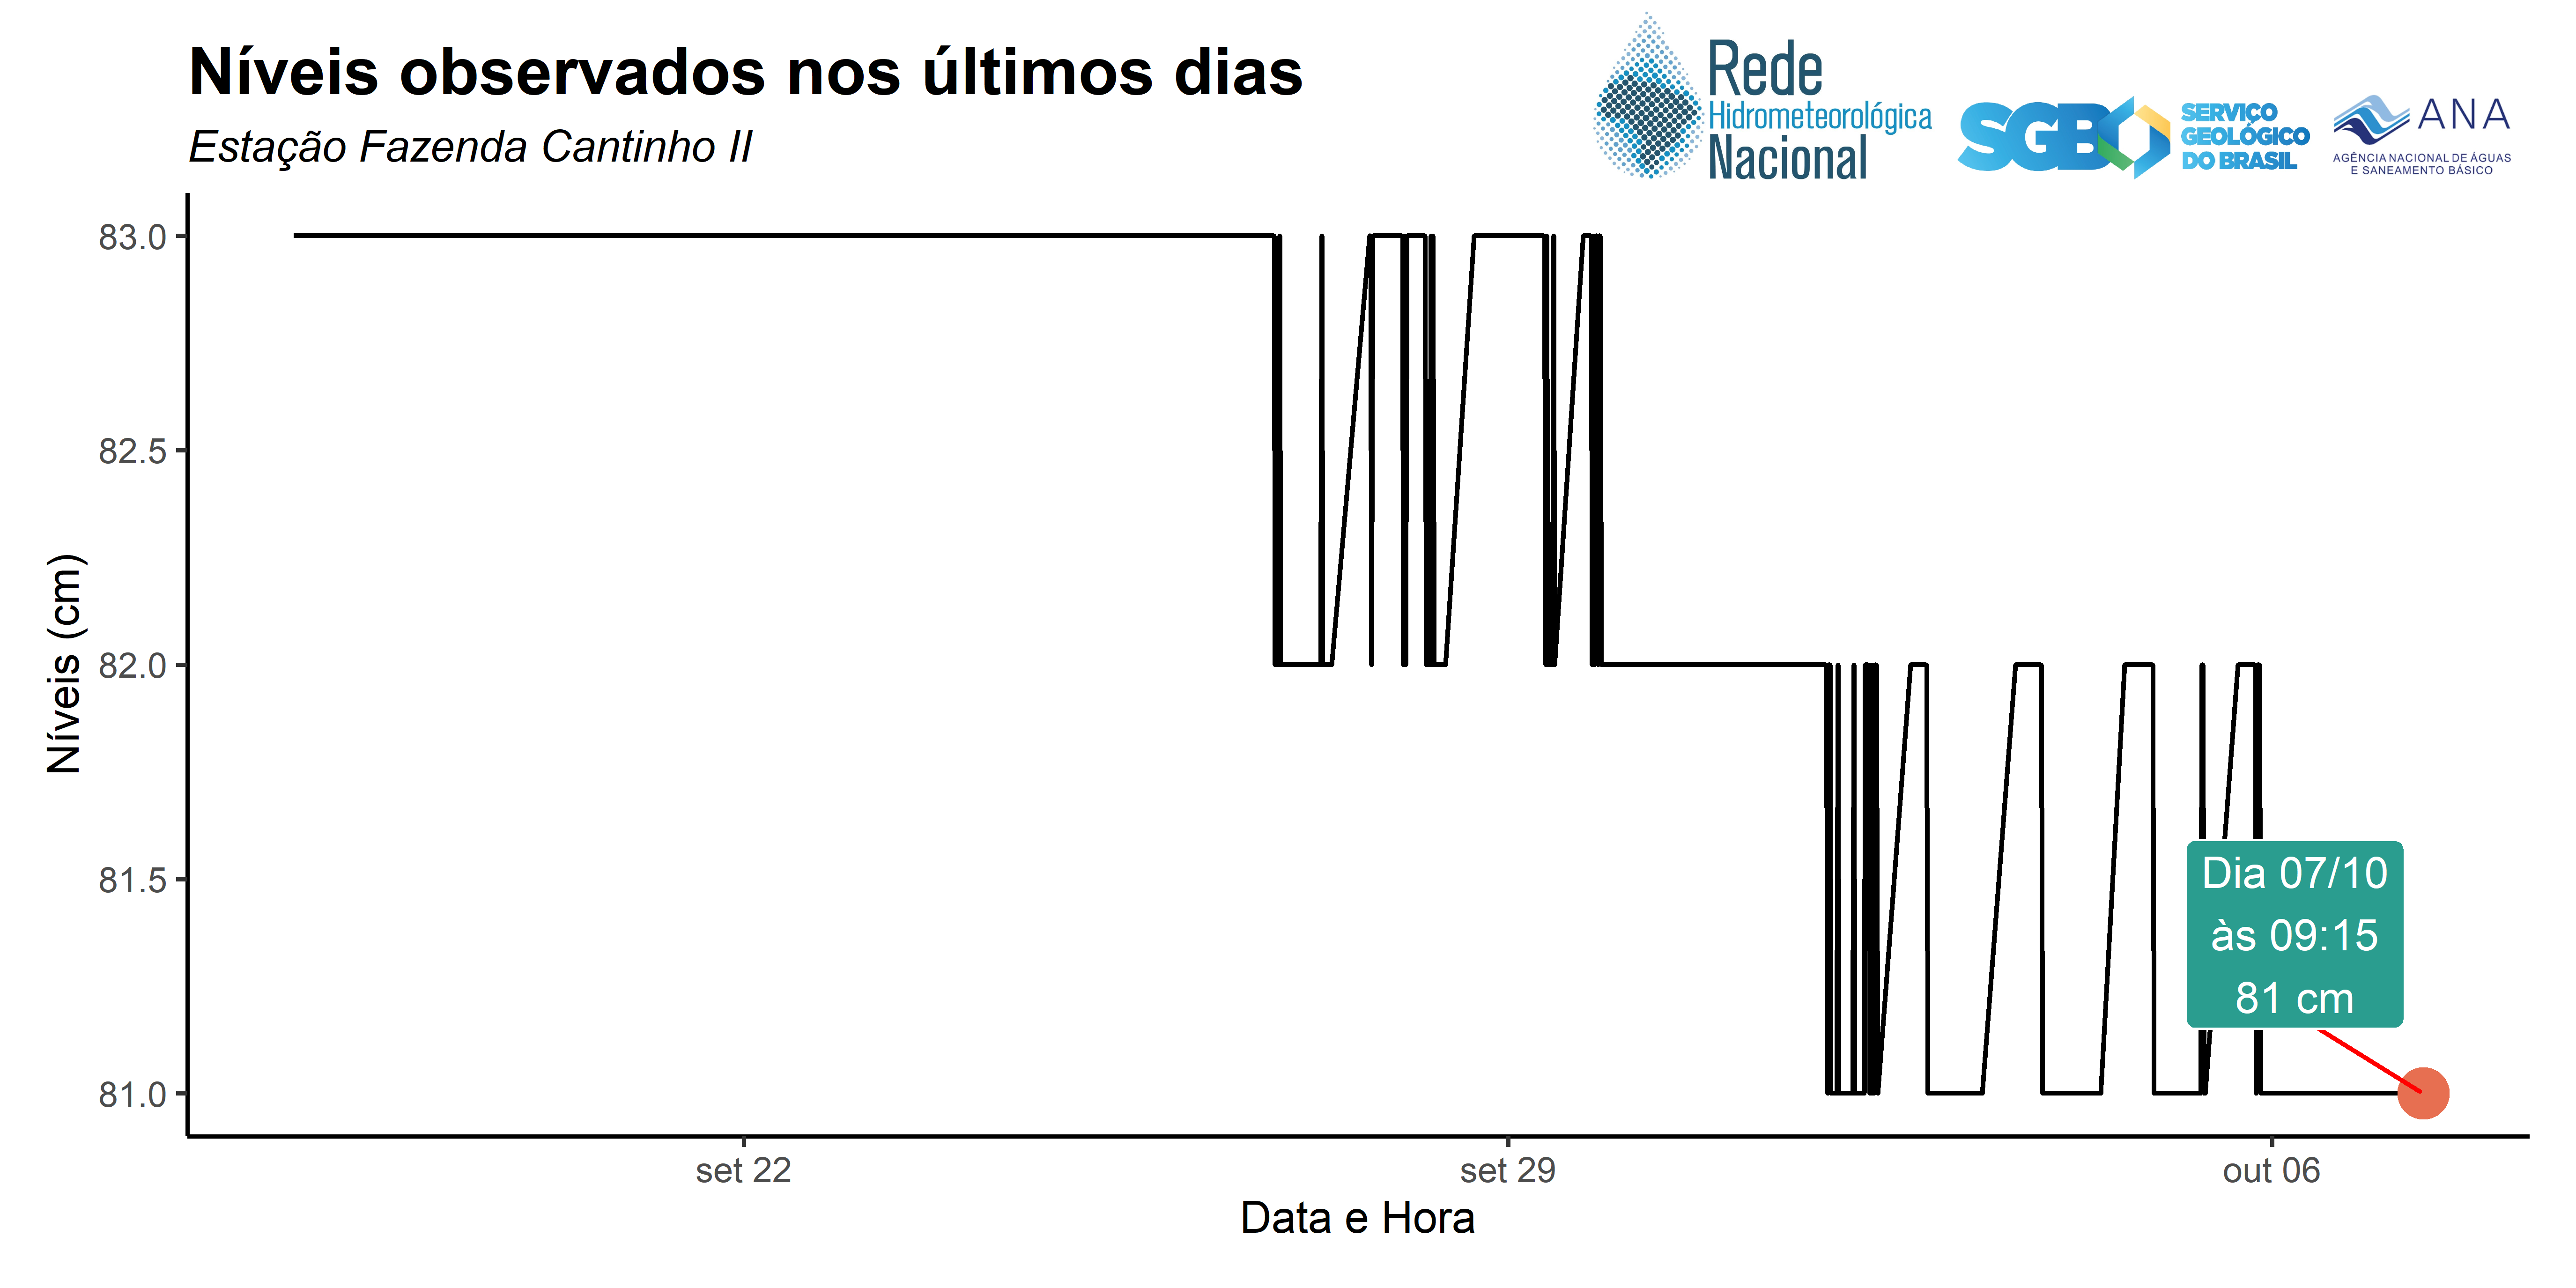 Níveis observados nos últimos dias
Estação Fazenda Cantinho II
Rede
Hidrometeorológica
Nacional
SGB
SERVIÇO
GEOLÓGICO
DO BRASIL
ANA
AGÊNCIA NACIONAL DE ÁGUAS
E SANEAMENTO BÁSICO
Níveis (cm)
83.0
82.5
82.0
81.5
81.0
Dia 07/10
às 09:15
81 cm
set 22
set 29
out 06
Data e Hora